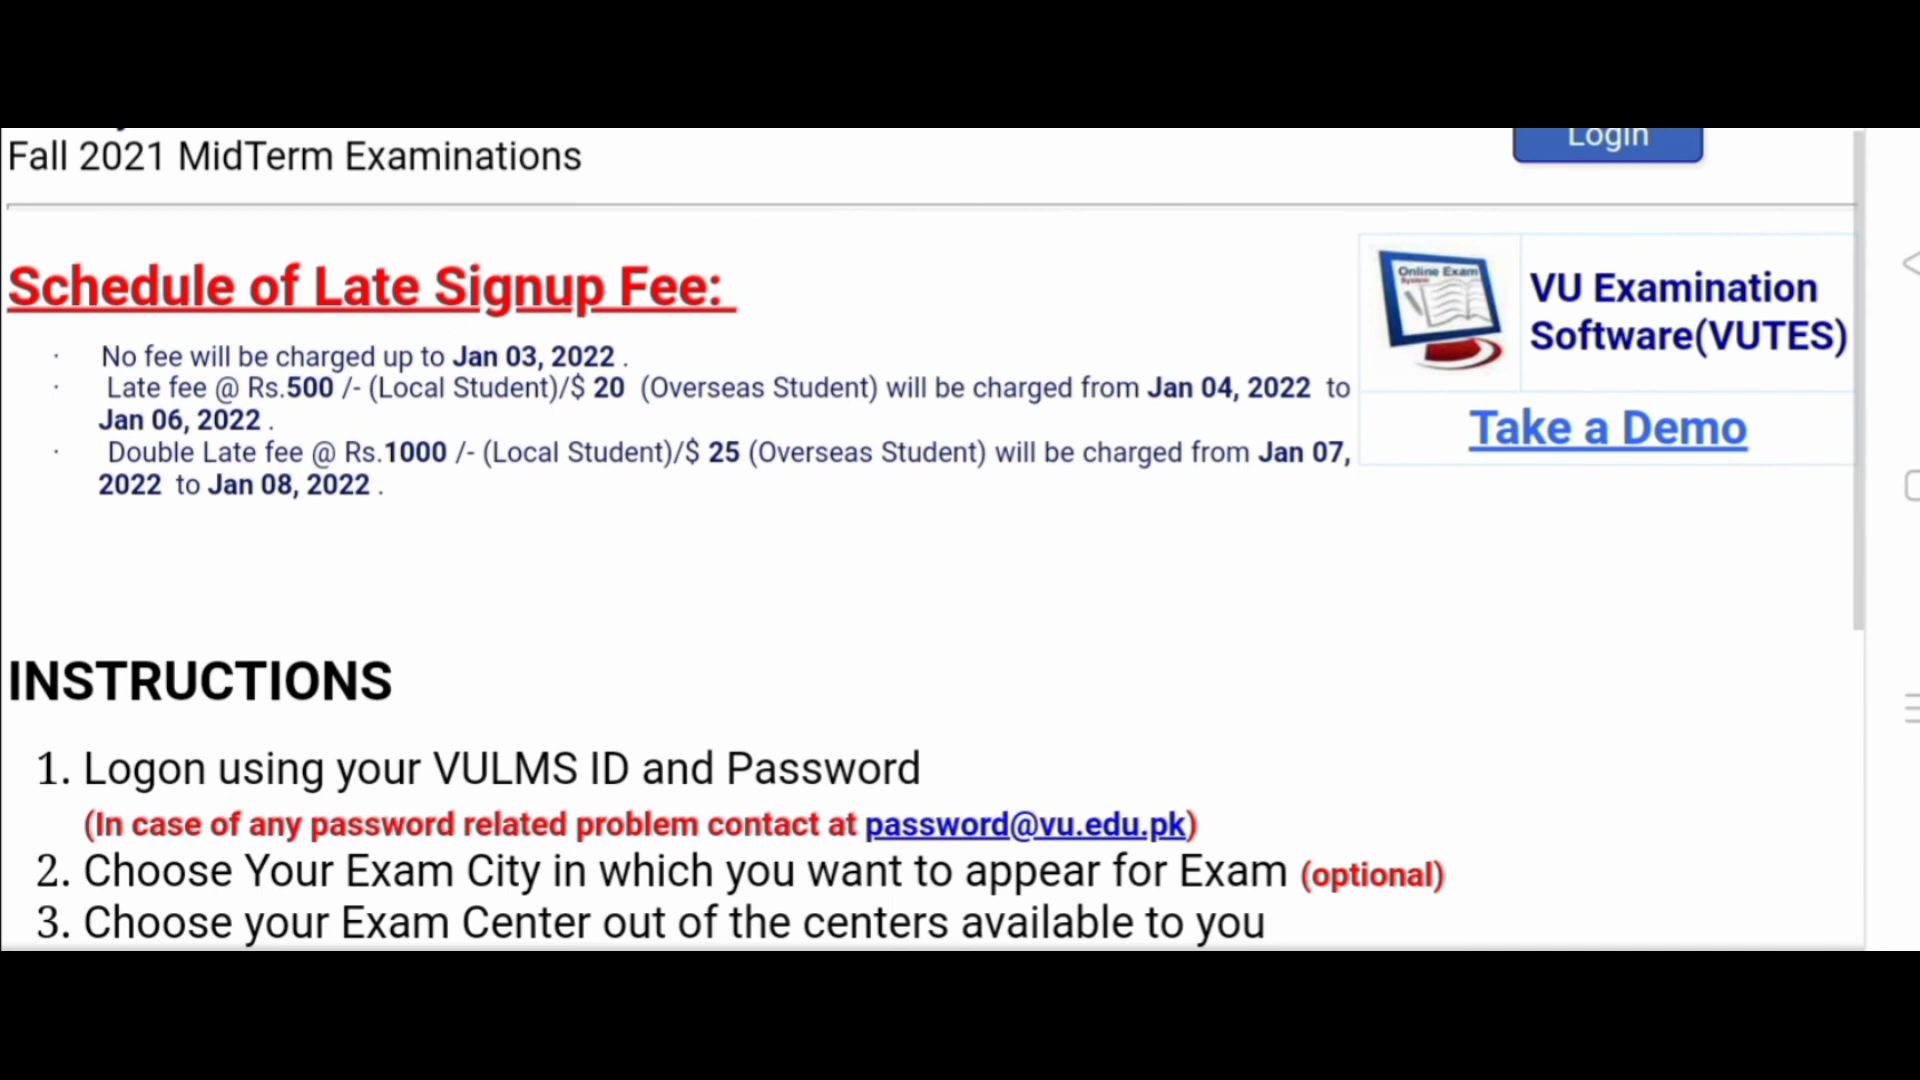 Login
Fall 2021 MidTerm Examinations
Schedule of Late Signup Fee:
· No fee will be charged up to Jan 03, 2022 .
· Late fee @ Rs.500 /- (Local Student)/$ 20 (Overseas Student) will be charged from Jan 04, 2022 to
Jan 06, 2022 .
· Double Late fee @ Rs.1000 /- (Local Student)/$ 25 (Overseas Student) will be charged from Jan 07,
2022 to Jan 08, 2022 .
Online Exam
System
VU Examination
Software(VUTES)
Take a Demo
INSTRUCTIONS
1. Logon using your VULMS ID and Password
(In case of any password related problem contact at password@vu.edu.pk)
2. Choose Your Exam City in which you want to appear for Exam (optional)
3. Choose your Exam Center out of the centers available to you